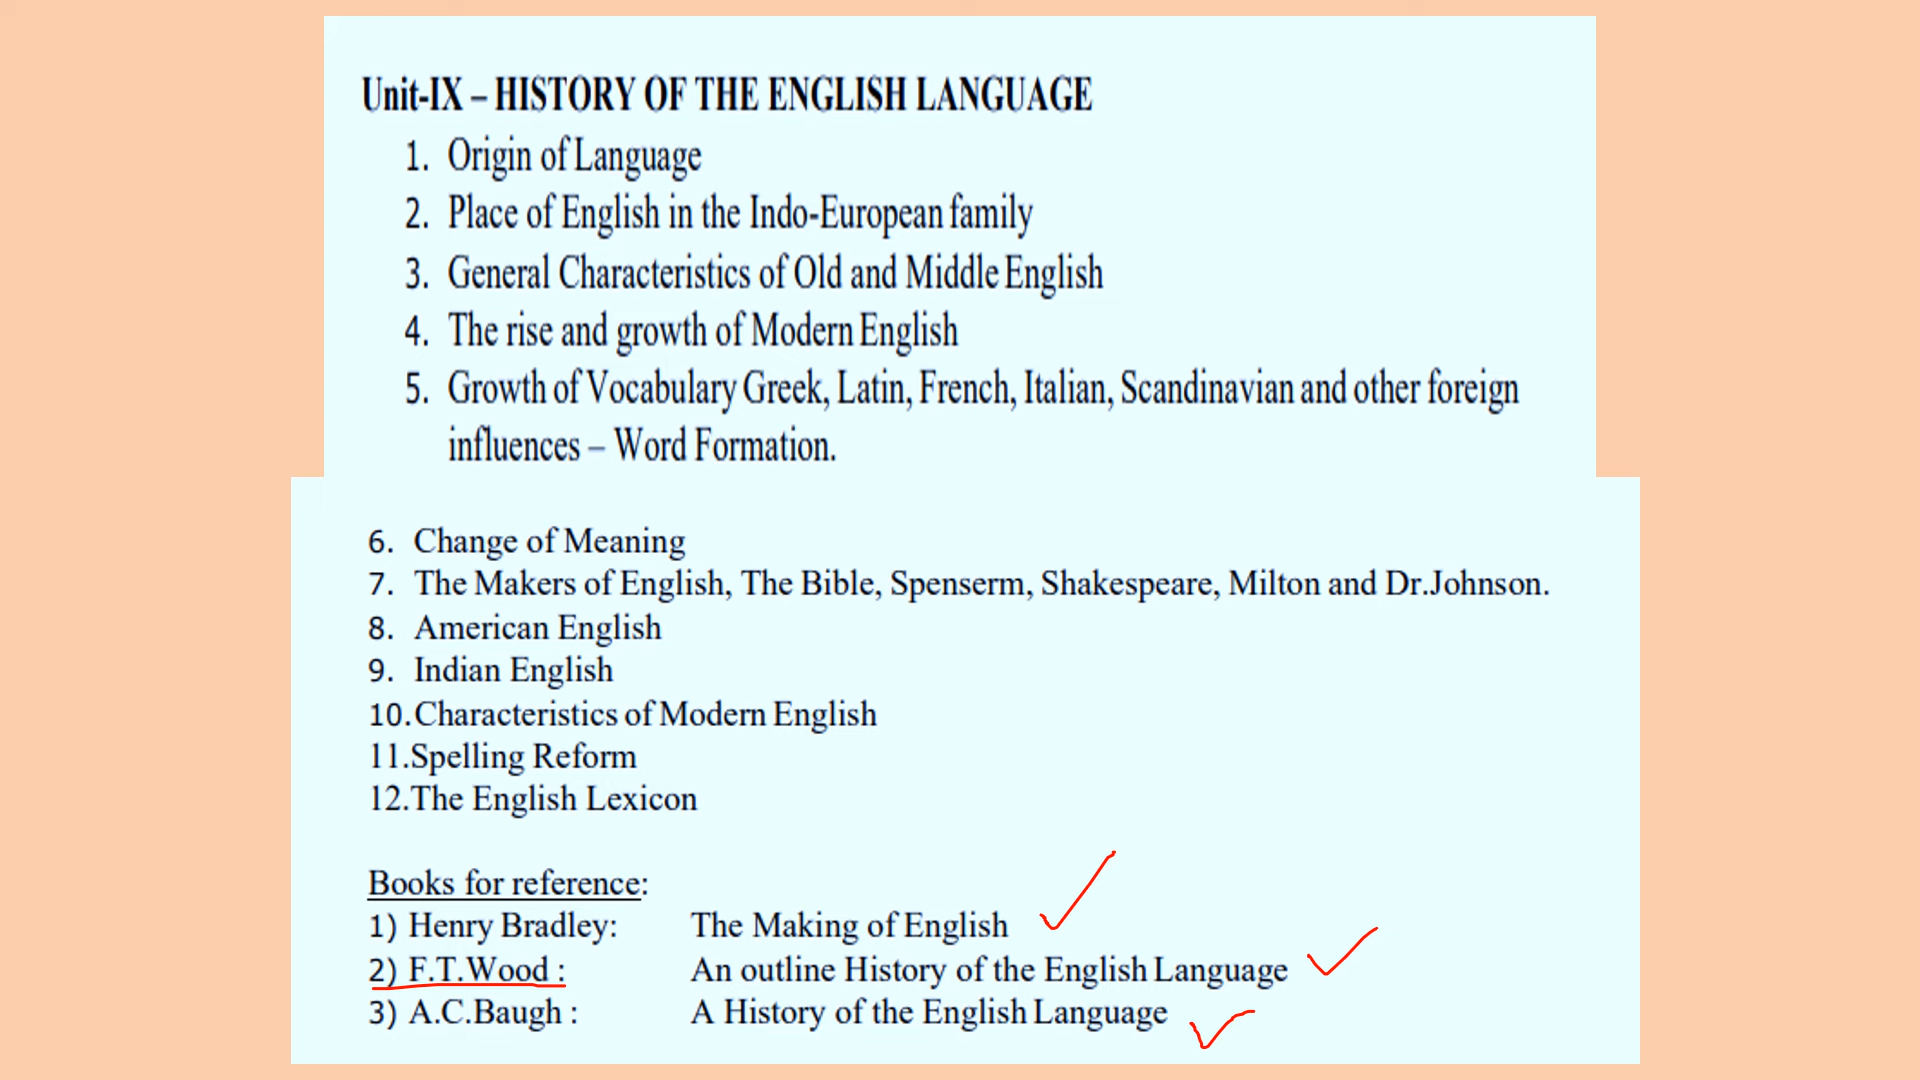 Unit-IX – HISTORY OF THE ENGLISH LANGUAGE
1. Origin of Language
2. Place of English in the Indo-European family
3. General Characteristics of Old and Middle English
4. The rise and growth of Modern English
5. Growth of Vocabulary Greek, Latin, French, Italian, Scandinavian and other foreign
influences – Word Formation.
6. Change of Meaning
7. The Makers of English, The Bible, Spenserm, Shakespeare, Milton and Dr.Johnson.
8. American English
9. Indian English
10.Characteristics of Modern English
11.Spelling Reform
12.The English Lexicon
Books for reference:
1) Henry Bradley: The Making of English
2) F.T.Wood : An outline History of the English Language
3) A.C.Baugh : A History of the English Language